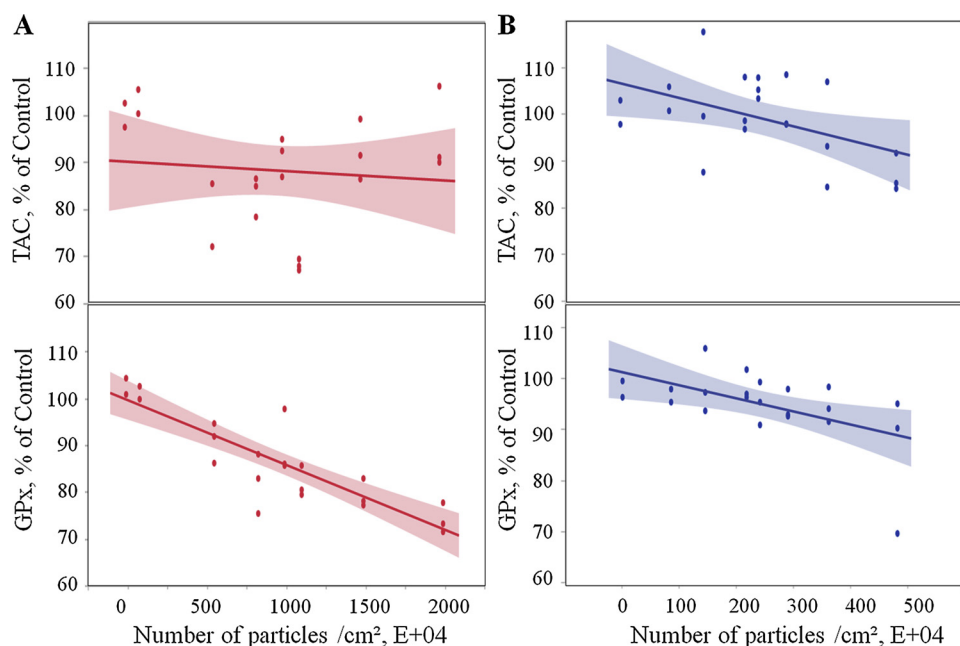 A
B
TAC, % of Control
110
100
90
80
70
60
TAC, % of Control
110
100
90
80
70
60
GPx, % of Control
110
100
90
80
70
60
GPx, % of Control
110
100
90
80
70
60
0 500 1000 1500 2000
0 100 200 300 400 500
Number of particles /cm², E+04
Number of particles /cm², E+04